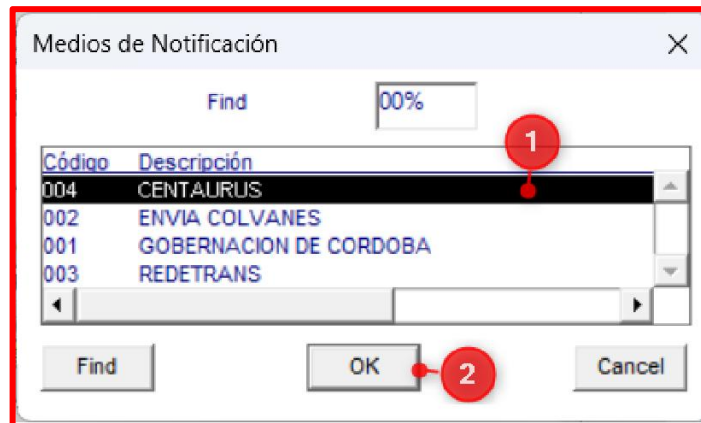 Medios de Notificación
Find 00%
1
Código Descripción
004 CENTAURUS
002 ENVIA COLVANES
001 GOBERNACION DE CORDOBA
003 REDETRANS
Find OK 2 Cancel